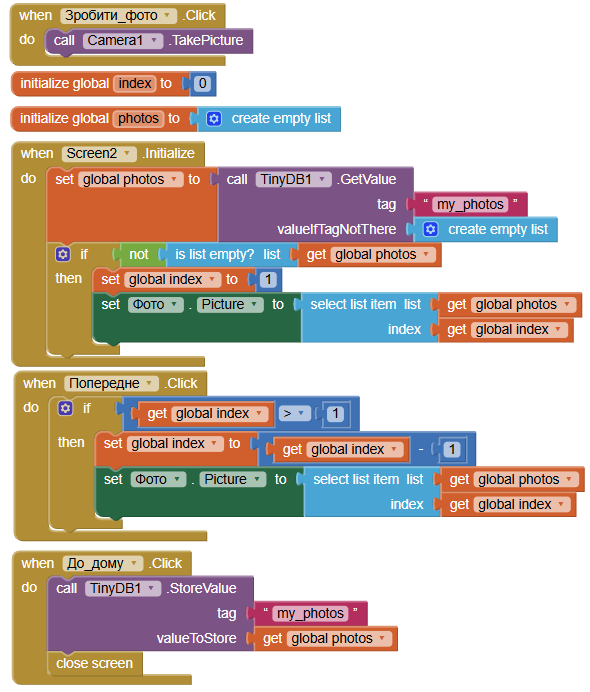 when Зробити_фото .Click
do call Camera1 .TakePicture
initialize global index to 0
initialize global photos to create empty list
when Screen2 .Initialize
do set global photos to call TinyDB1 .GetValue
tag " my_photos "
valueIfTagNotThere create empty list
if not is list empty? list get global photos
then set global index to 1
set Фото . Picture to select list item list get global photos
index get global index
when Попереднє .Click
do if get global index > 1
then set global index to get global index - 1
set Фото . Picture to select list item list get global photos
index get global index
when До_дому .Click
do call TinyDB1 .StoreValue
tag " my_photos "
valueToStore get global photos
close screen